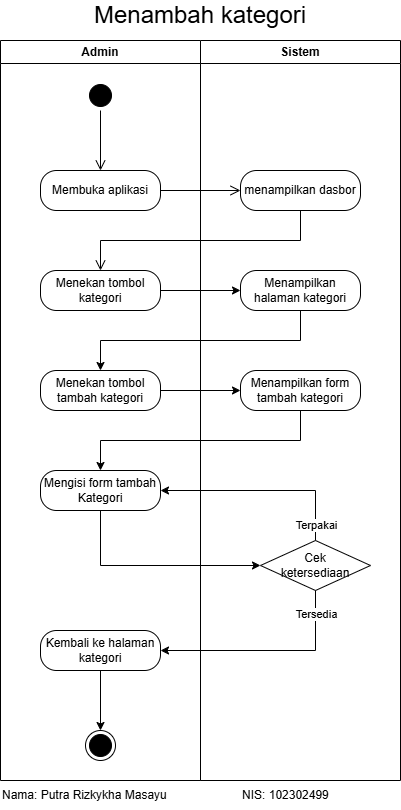 Menambah kategori
Admin
Sistem
Membuka aplikasi
menampilkan dasbor
Menekan tombol
kategori
Menampilkan
halaman kategori
Menekan tombol
tambah kategori
Menampilkan form
tambah kategori
Mengisi form tambah
Kategori
Terpakai
Cek
ketersediaan
Tersedia
Kembali ke halaman
kategori
Nama: Putra Rizkykha Masayu
NIS: 102302499